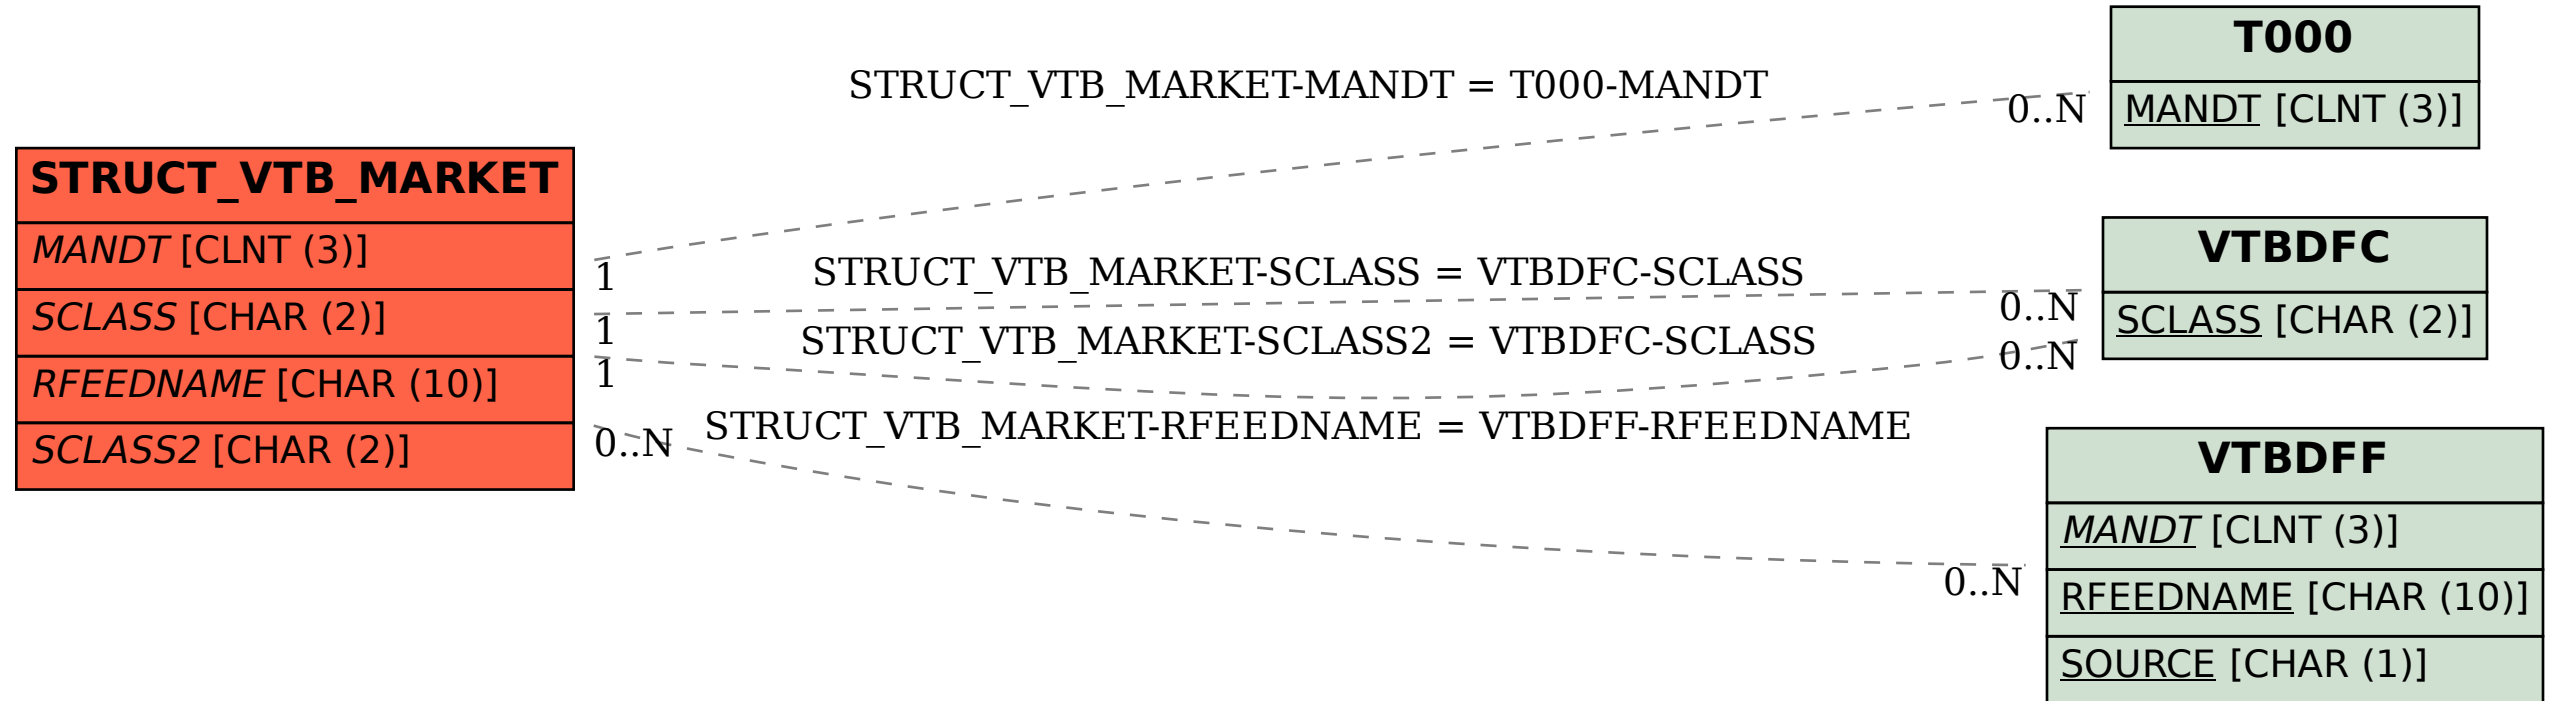 STRUCT_VTB_MARKET
MANDT [CLNT (3)]
SCLASS [CHAR (2)]
RFEEDNAME [CHAR (10)]
SCLASS2 [CHAR (2)]
STRUCT_VTB_MARKET-MANDT = T000-MANDT
1
0..N
STRUCT_VTB_MARKET-SCLASS = VTBDFC-SCLASS
1
0..N
STRUCT_VTB_MARKET-SCLASS2 = VTBDFC-SCLASS
1
0..N
STRUCT_VTB_MARKET-RFEEDNAME = VTBDFF-RFEEDNAME
0..N
0..N
T000
MANDT [CLNT (3)]
VTBDFC
SCLASS [CHAR (2)]
VTBDFF
MANDT [CLNT (3)]
RFEEDNAME [CHAR (10)]
SOURCE [CHAR (1)]